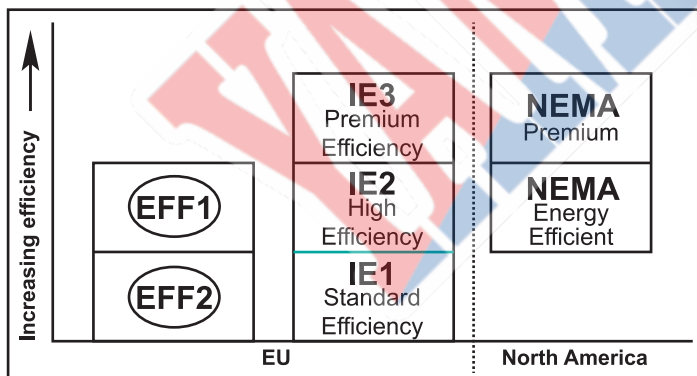 Increasing efficiency
EFF1
EFF2
IE3
Premium
Efficiency
IE2
High
Efficiency
IE1
Standard
Efficiency
NEMA
Premium
NEMA
Energy
Efficient
EU
North America